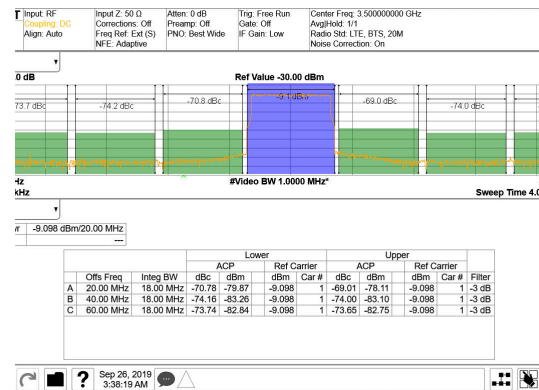 Input: RF Input Z: 50 Ω Atten: 0 dB Trig: Free Run Center Freq: 3.500000000 GHz
Coupling: DC Corrections: Off Preamp: Off Gate: Off Avg|Hold: 1/1
Align: Auto Freq Ref: Ext (S) PNO: Best Wide IF Gain: Low Radio Std: LTE, BTS, 20M
NFE: Adaptive Noise Correction: On
.0 dB Ref Value -30.00 dBm
73.7 dBc -74.2 dBc -70.8 dBc -9.1 dBm -69.0 dBc -74.0 dBc
Hz #Video BW 1.0000 MHz*
kHz Sweep Time 4.0
-9.098 dBm/20.00 MHz
---
Lower Upper
ACP Ref Carrier ACP Ref Carrier
Offs Freq Integ BW dBc dBm dBm Car # dBc dBm dBm Car # Filter
A 20.00 MHz 18.00 MHz -70.78 -79.87 -9.098 1 -69.01 -78.11 -9.098 1 -3 dB
B 40.00 MHz 18.00 MHz -74.16 -83.26 -9.098 1 -74.00 -83.10 -9.098 1 -3 dB
C 60.00 MHz 18.00 MHz -73.74 -82.84 -9.098 1 -73.65 -82.75 -9.098 1 -3 dB
? Sep 26, 2019
3:38:19 AM